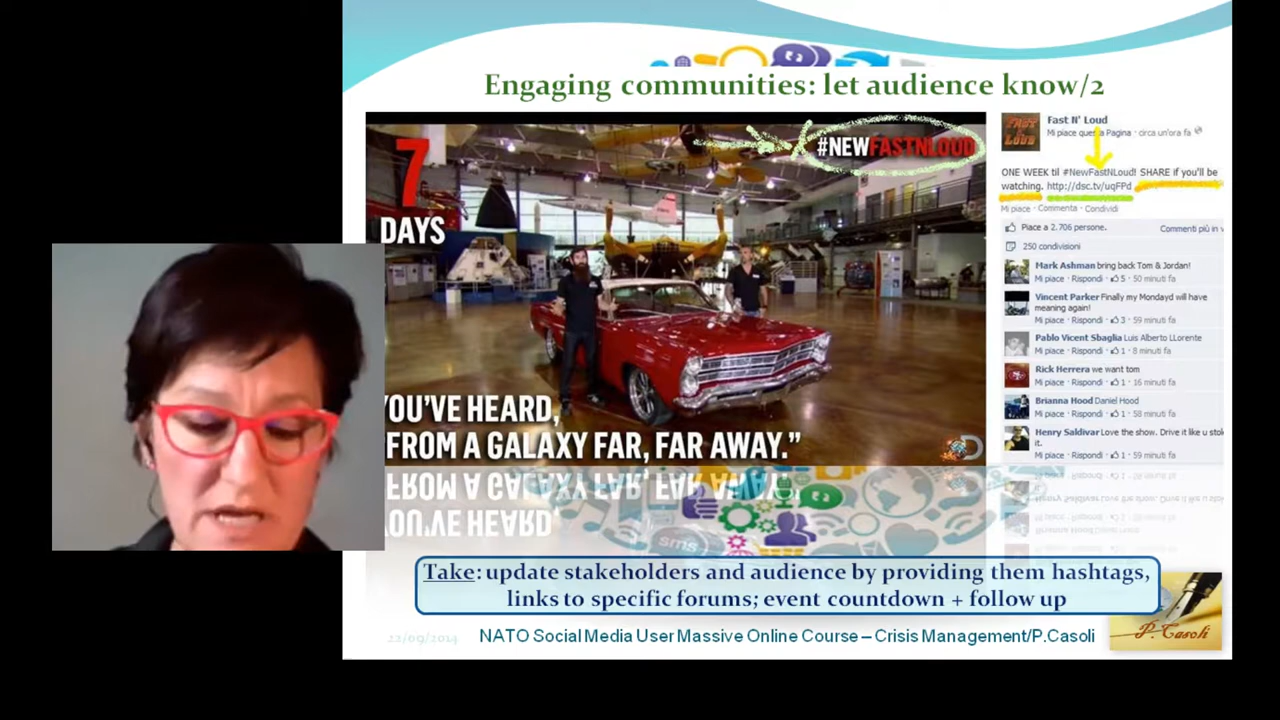 Engaging communities: let audience know/2
7
DAYS
#NEWFASTNLOUD
YOU'VE HEARD,
FROM A GALAXY FAR, FAR AWAY.”
Fast N' Loud
Mi piace questa Pagina · circa un'ora fa
ONE WEEK til #NewFastNLoud! SHARE if you'll be
watching. http://dsc.tv/uqFPd
Mi piace · Commenta · Condividi
Piace a 2.706 persone.
Commenti più in
250 condivisioni
Mark Ashman bring back Tom & Jordan!
Mi piace · Rispondi · 5 · 50 minuti fa
Vincent Parker Finally my Mondayd will have
meaning again!
Mi piace · Rispondi · 3 · 59 minuti fa
Pablo Vicent Sbaglia Luis Alberto LLorente
Mi piace · Rispondi · 1 · 8 minuti fa
Rick Herrera we want tom
Mi piace · Rispondi · 1 · 16 minuti fa
Brianna Hood Daniel Hood
Mi piace · Rispondi · 1 · 58 minuti fa
Henry Saldivar Love the show. Drive it like u stol
it.
Mi piace · Rispondi · 1 · 59 minuti fa
sms
Take: update stakeholders and audience by providing them hashtags,
links to specific forums; event countdown + follow up
22/09/2014
NATO Social Media User Massive Online Course – Crisis Management/P.Casoli
P. Casoli